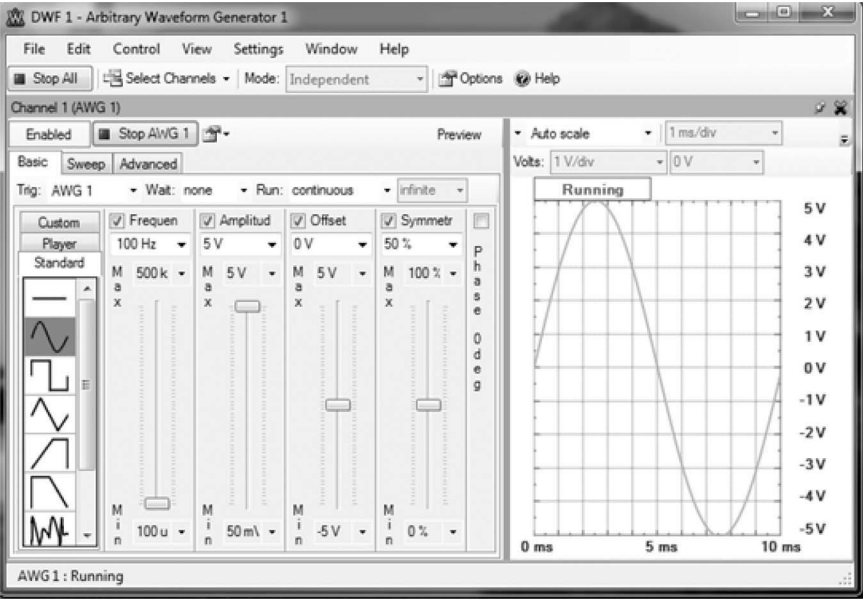 DWF 1 - Arbitrary Waveform Generator 1
File Edit Control View Settings Window Help
Stop All Select Channels Mode: Independent Options Help
Channel 1 (AWG 1)
Enabled Stop AWG 1 Preview
Basic Sweep Advanced
Trig: AWG 1 Wait: none Run: continuous infinite
Custom
Player
Standard
Frequen
100 Hz
Max 500 k
Min 100 u
Amplitud
5 V
Max 5 V
Min 50 m\
Offset
0 V
Max 5 V
Min -5 V
Symmetr
50 %
Max 100 %
Min 0 %
Phase 0deg
Auto scale 1 ms/div
Volts: 1 V/div 0 V
Running
5 V
4 V
3 V
2 V
1 V
0 V
-1 V
-2 V
-3 V
-4 V
-5 V
0 ms 5 ms 10 ms
AWG 1 : Running